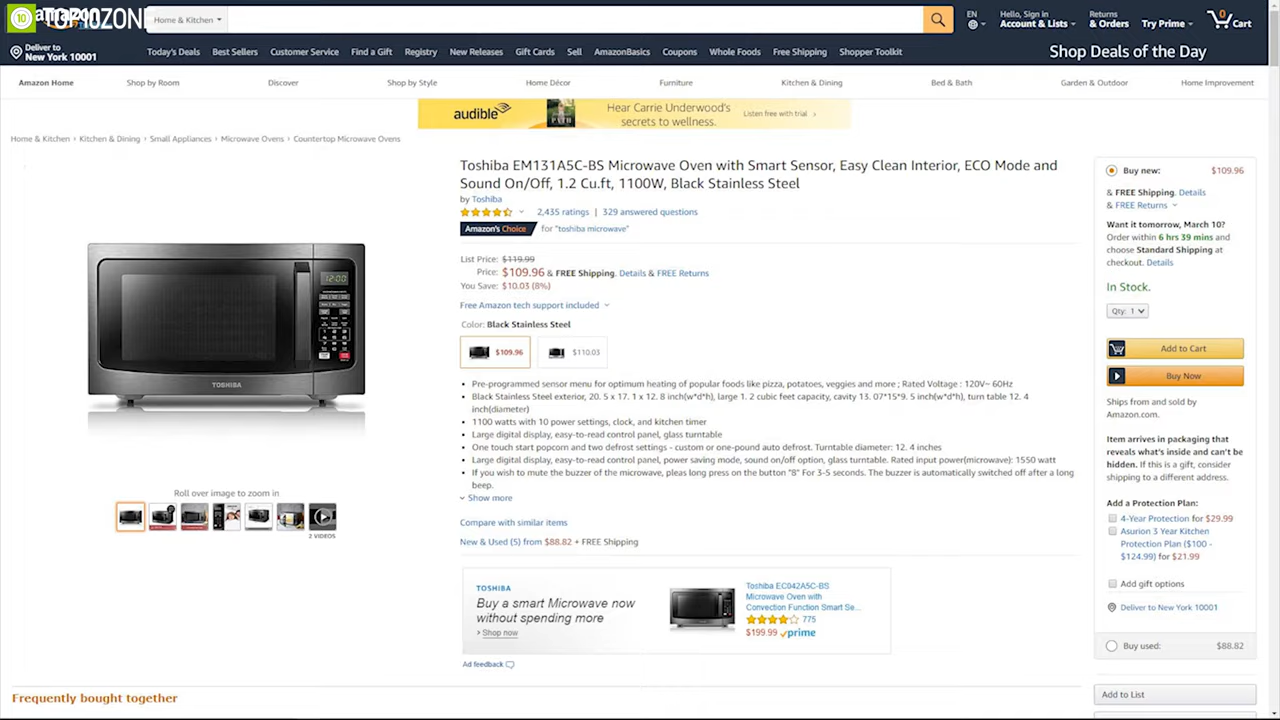 10 TOP10ZONE
Home & Kitchen
EN
Hello, Sign in
Account & Lists
Returns
& Orders
Try Prime
0
Cart
Deliver to
New York 10001
Today's Deals Best Sellers Customer Service Find a Gift Registry New Releases Gift Cards Sell AmazonBasics Coupons Whole Foods Free Shipping Shopper Toolkit
Shop Deals of the Day
Amazon Home Shop by Room Discover Shop by Style Home Décor Furniture Kitchen & Dining Bed & Bath Garden & Outdoor Home Improvement
audible
Hear Carrie Underwood's
secrets to wellness.
Listen free with trial ›
Home & Kitchen › Kitchen & Dining › Small Appliances › Microwave Ovens › Countertop Microwave Ovens
Toshiba EM131A5C-BS Microwave Oven with Smart Sensor, Easy Clean Interior, ECO Mode and
Sound On/Off, 1.2 Cu.ft, 1100W, Black Stainless Steel
by Toshiba
2,435 ratings | 329 answered questions
Amazon's Choice for "toshiba microwave"
List Price: $119.99
Price: $109.96 & FREE Shipping. Details & FREE Returns
You Save: $10.03 (8%)
Free Amazon tech support included
Color: Black Stainless Steel
$109.96
$110.03
• Pre-programmed sensor menu for optimum heating of popular foods like pizza, potatoes, veggies and more ; Rated Voltage : 120V~ 60Hz
• Black Stainless Steel exterior, 20. 5 x 17. 1 x 12. 8 inch(w*d*h), large 1. 2 cubic feet capacity, cavity 13. 07*15*9. 5 inch(w*d*h), turn table 12. 4
inch(diameter)
• 1100 watts with 10 power settings, clock, and kitchen timer
• Large digital display, easy-to-read control panel, glass turntable
• One touch start popcorn and two defrost settings - custom or one-pound auto defrost. Turntable diameter: 12. 4 inches
• Large digital display, easy-to-read control panel, power saving mode, sound on/off option, glass turntable. Rated input power(microwave): 1550 watt
• If you wish to mute the buzzer of the microwave, pleas long press on the button "8" For 3-5 seconds. The buzzer is automatically switched off after a long
beep.
Show more
Compare with similar items
New & Used (5) from $88.82 + FREE Shipping
12:00
TOSHIBA
Roll over image to zoom in
2 VIDEOS
TOSHIBA
Buy a smart Microwave now
without spending more
› Shop now
Toshiba EC042A5C-BS
Microwave Oven with
Convection Function Smart Se...
775
$199.99 prime
Ad feedback
Frequently bought together
Buy new: $109.96
& FREE Shipping. Details
& FREE Returns
Want it tomorrow, March 10?
Order within 6 hrs 39 mins and
choose Standard Shipping at
checkout. Details
In Stock.
Qty: 1
Add to Cart
Buy Now
Ships from and sold by
Amazon.com.
Item arrives in packaging that
reveals what's inside and can't be
hidden. If this is a gift, consider
shipping to a different address.
Add a Protection Plan:
4-Year Protection for $29.99
Asurion 3 Year Kitchen
Protection Plan ($100 -
$124.99) for $21.99
Add gift options
Deliver to New York 10001
Buy used: $88.82
Add to List